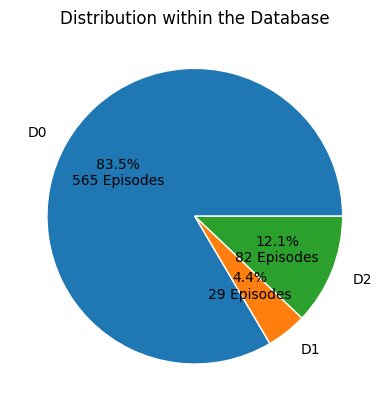 Distribution within the Database
D0
83.5%
565 Episodes
12.1%
82 Episodes
4.4%
29 Episodes
D2
D1